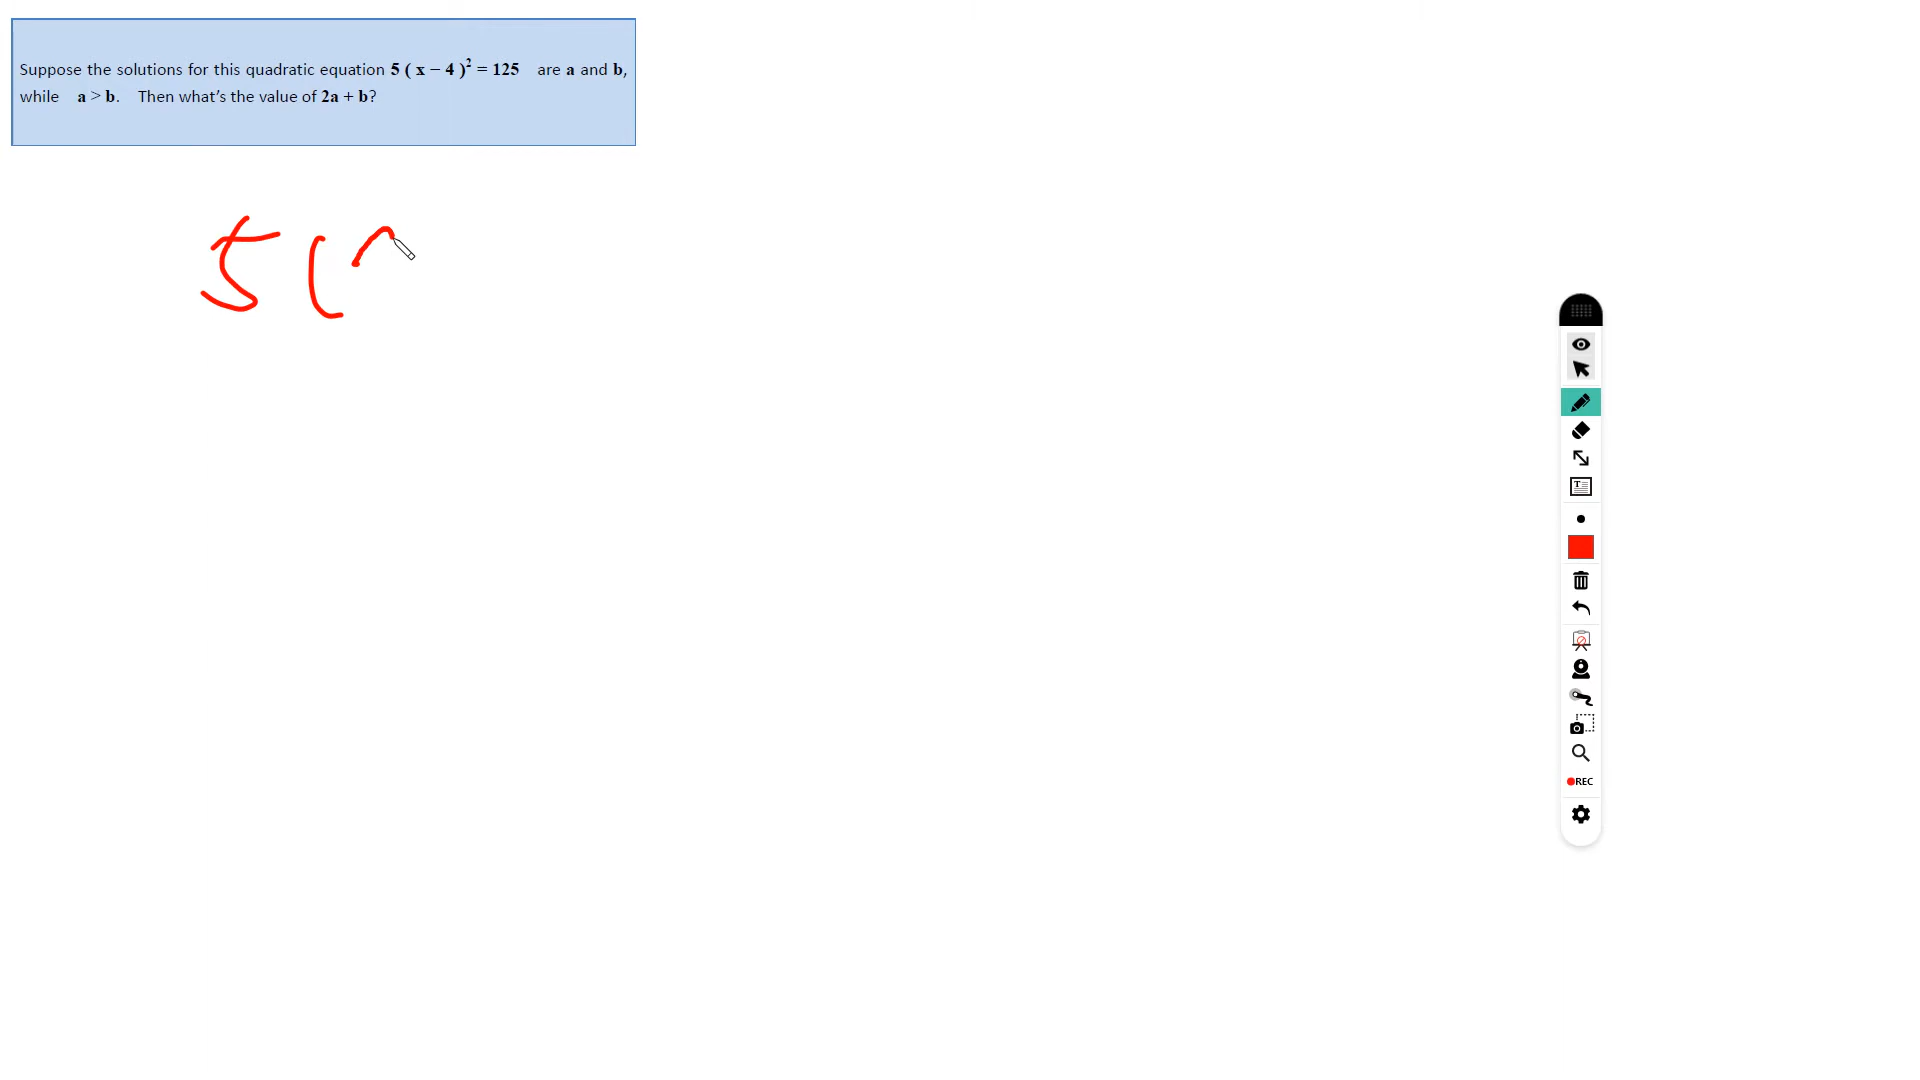 Suppose the solutions for this quadratic equation 5 ( x − 4 )² = 125 are a and b,
while a > b. Then what’s the value of 2a + b?
5 (
REC